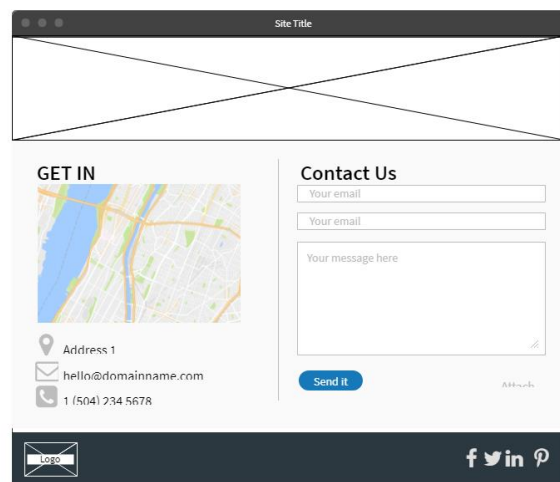 Site Title
GET IN
Address 1
hello@domainname.com
1 (504) 234 5678
Contact Us
Your email
Your email
Your message here
Send it
Attach
Logo